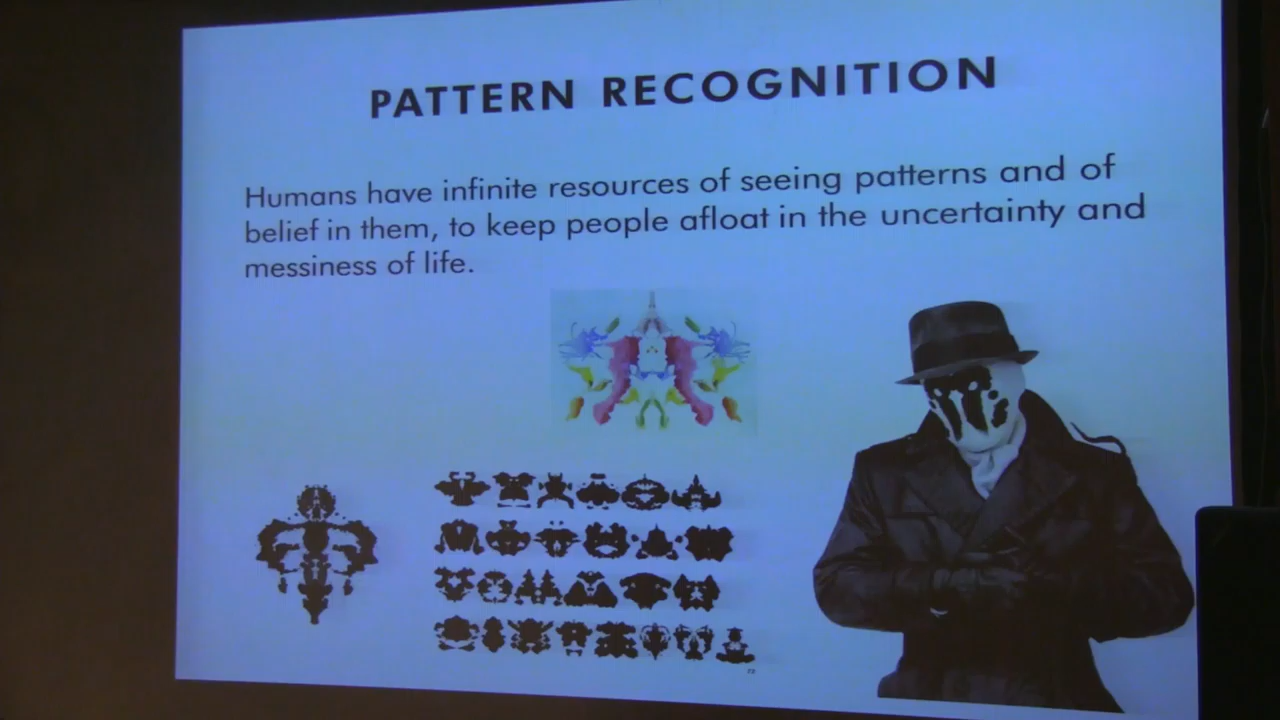 PATTERN RECOGNITION
Humans have infinite resources of seeing patterns and of
belief in them, to keep people afloat in the uncertainty and
messiness of life.